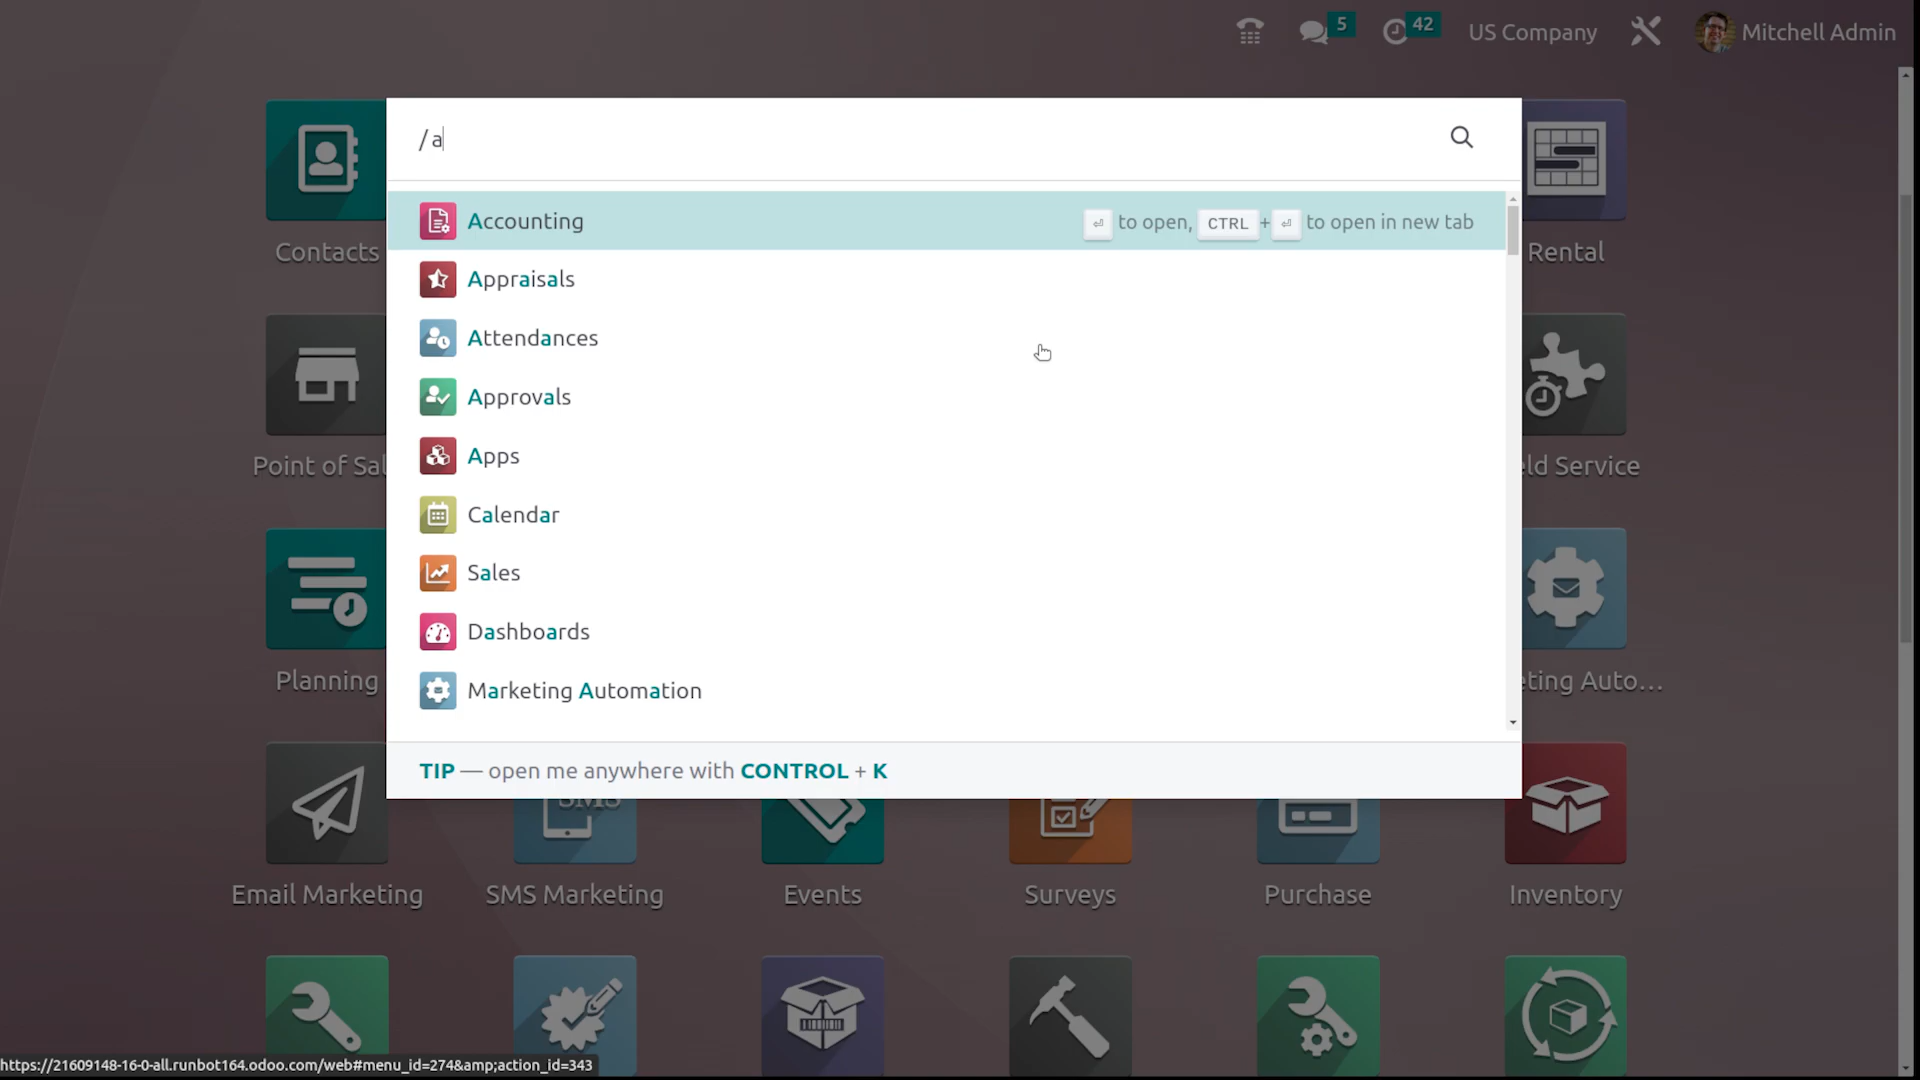 5
42
US Company
Mitchell Admin
/ a
Accounting
⏎ to open, CTRL + ⏎ to open in new tab
Appraisals
Attendances
Approvals
Apps
Calendar
Sales
Dashboards
Marketing Automation
TIP — open me anywhere with CONTROL + K
Contacts
Rental
Point of Sal
eld Service
Planning
eting Auto...
SMS
Email Marketing
SMS Marketing
Events
Surveys
Purchase
Inventory
https://21609148-16-0-all.runbot164.odoo.com/web#menu_id=274&amp;action_id=343